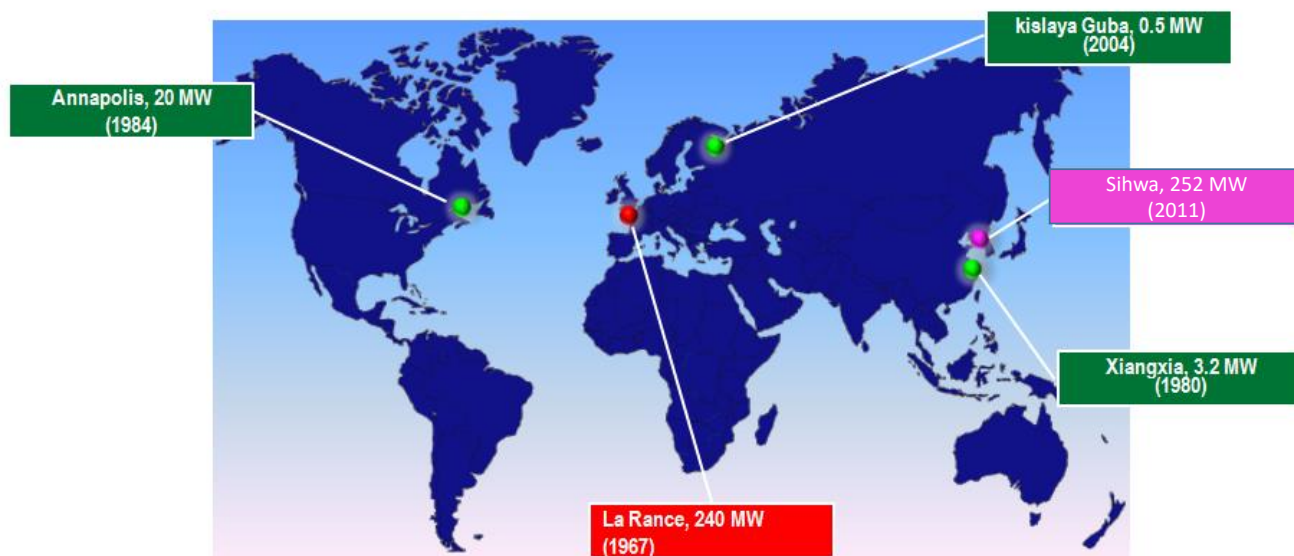 kislaya Guba, 0.5 MW
(2004)
Annapolis, 20 MW
(1984)
Sihwa, 252 MW
(2011)
Xiangxia, 3.2 MW
(1980)
La Rance, 240 MW
(1967)